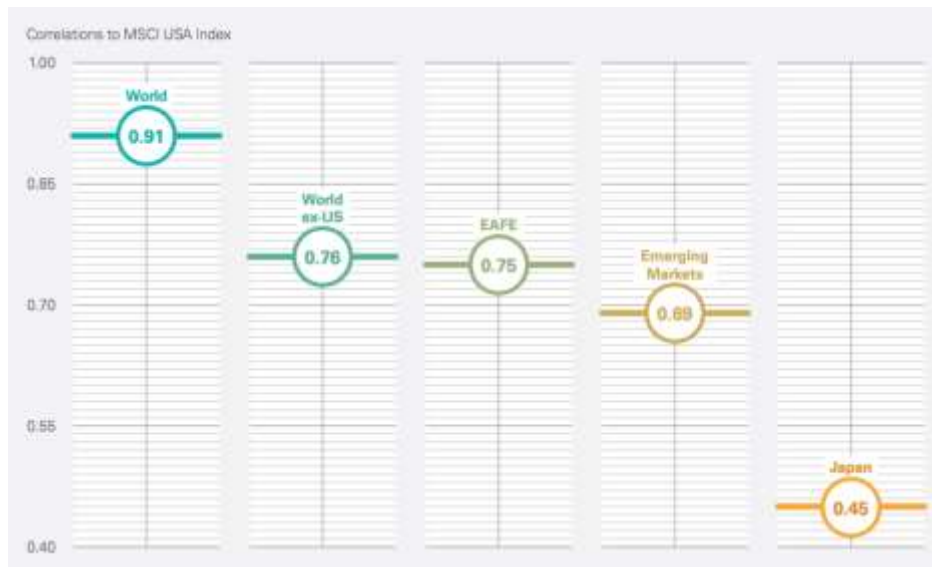 Correlations to MSCI USA Index
1.00
World
0.91
0.85
World
ex-US
0.76
EAFE
0.75
Emerging
Markets
0.69
0.70
0.55
Japan
0.45
0.40